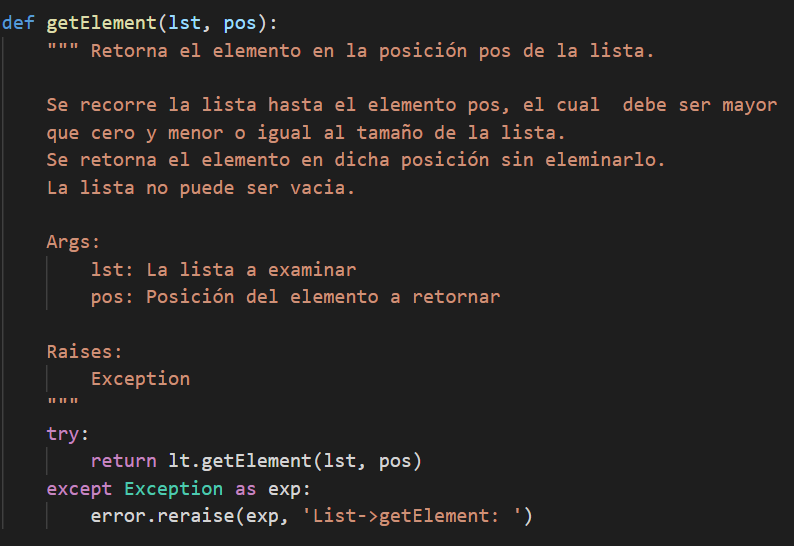 def getElement(lst, pos):
""" Retorna el elemento en la posición pos de la lista.
Se recorre la lista hasta el elemento pos, el cual  debe ser mayor
que cero y menor o igual al tamaño de la lista.
Se retorna el elemento en dicha posición sin eleminarlo.
La lista no puede ser vacia.
Args:
lst: La lista a examinar
pos: Posición del elemento a retornar
Raises:
Exception
"""
try:
return lt.getElement(lst, pos)
except Exception as exp:
error.reraise(exp, 'List->getElement: ')